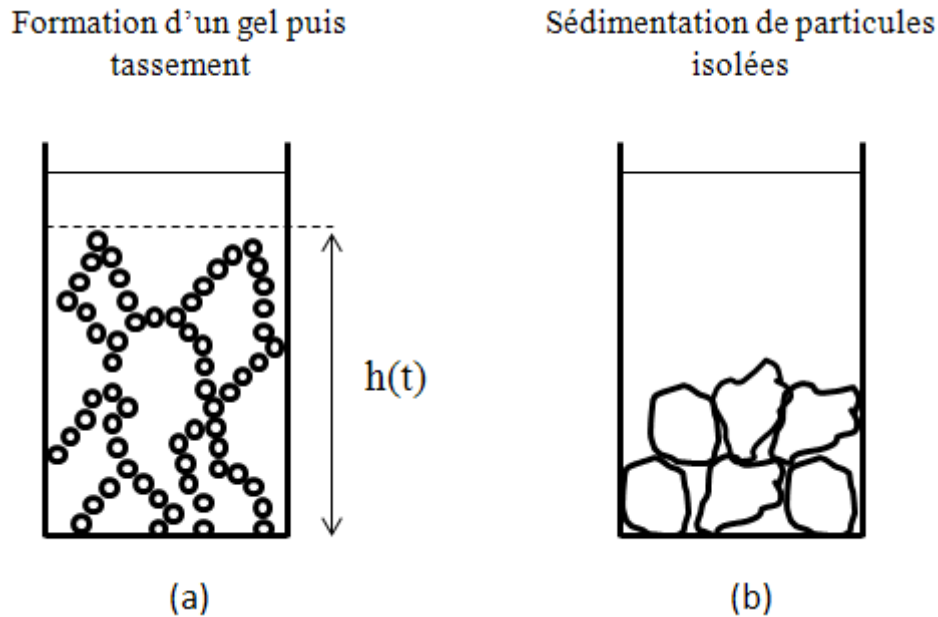 Formation d’un gel puis
tassement
Sédimentation de particules
isolées
h(t)
(a)
(b)